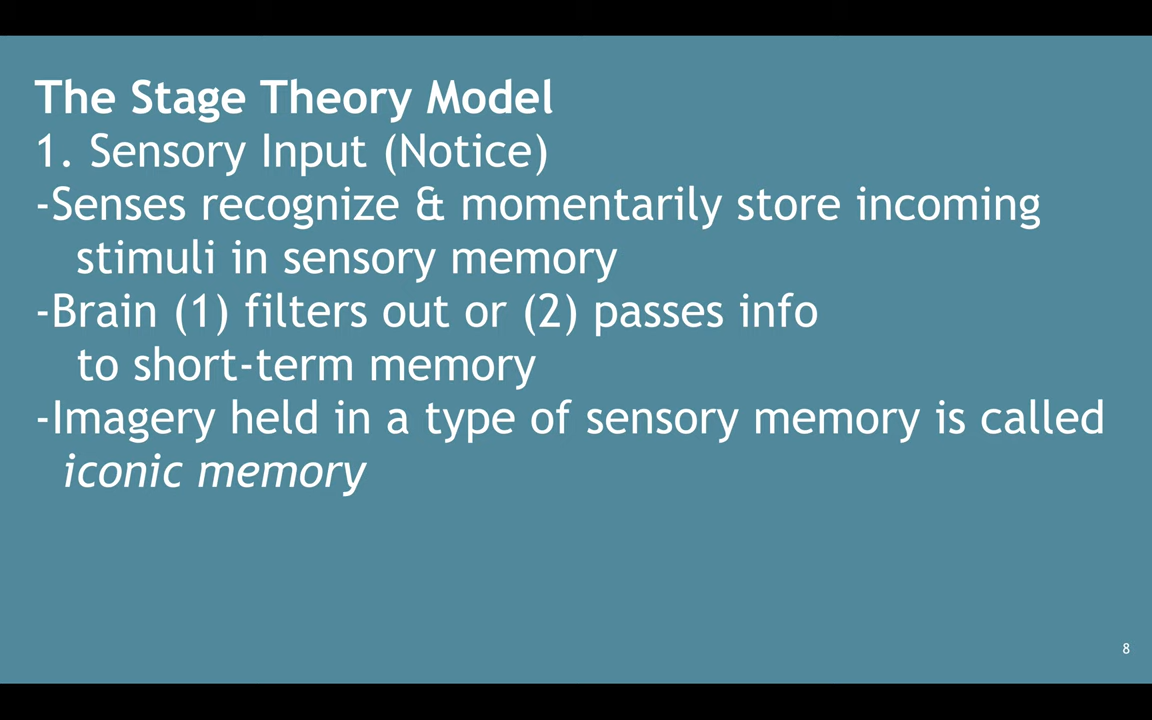 The Stage Theory Model
1. Sensory Input (Notice)
-Senses recognize & momentarily store incoming
stimuli in sensory memory
-Brain (1) filters out or (2) passes info
to short-term memory
-Imagery held in a type of sensory memory is called
iconic memory
8